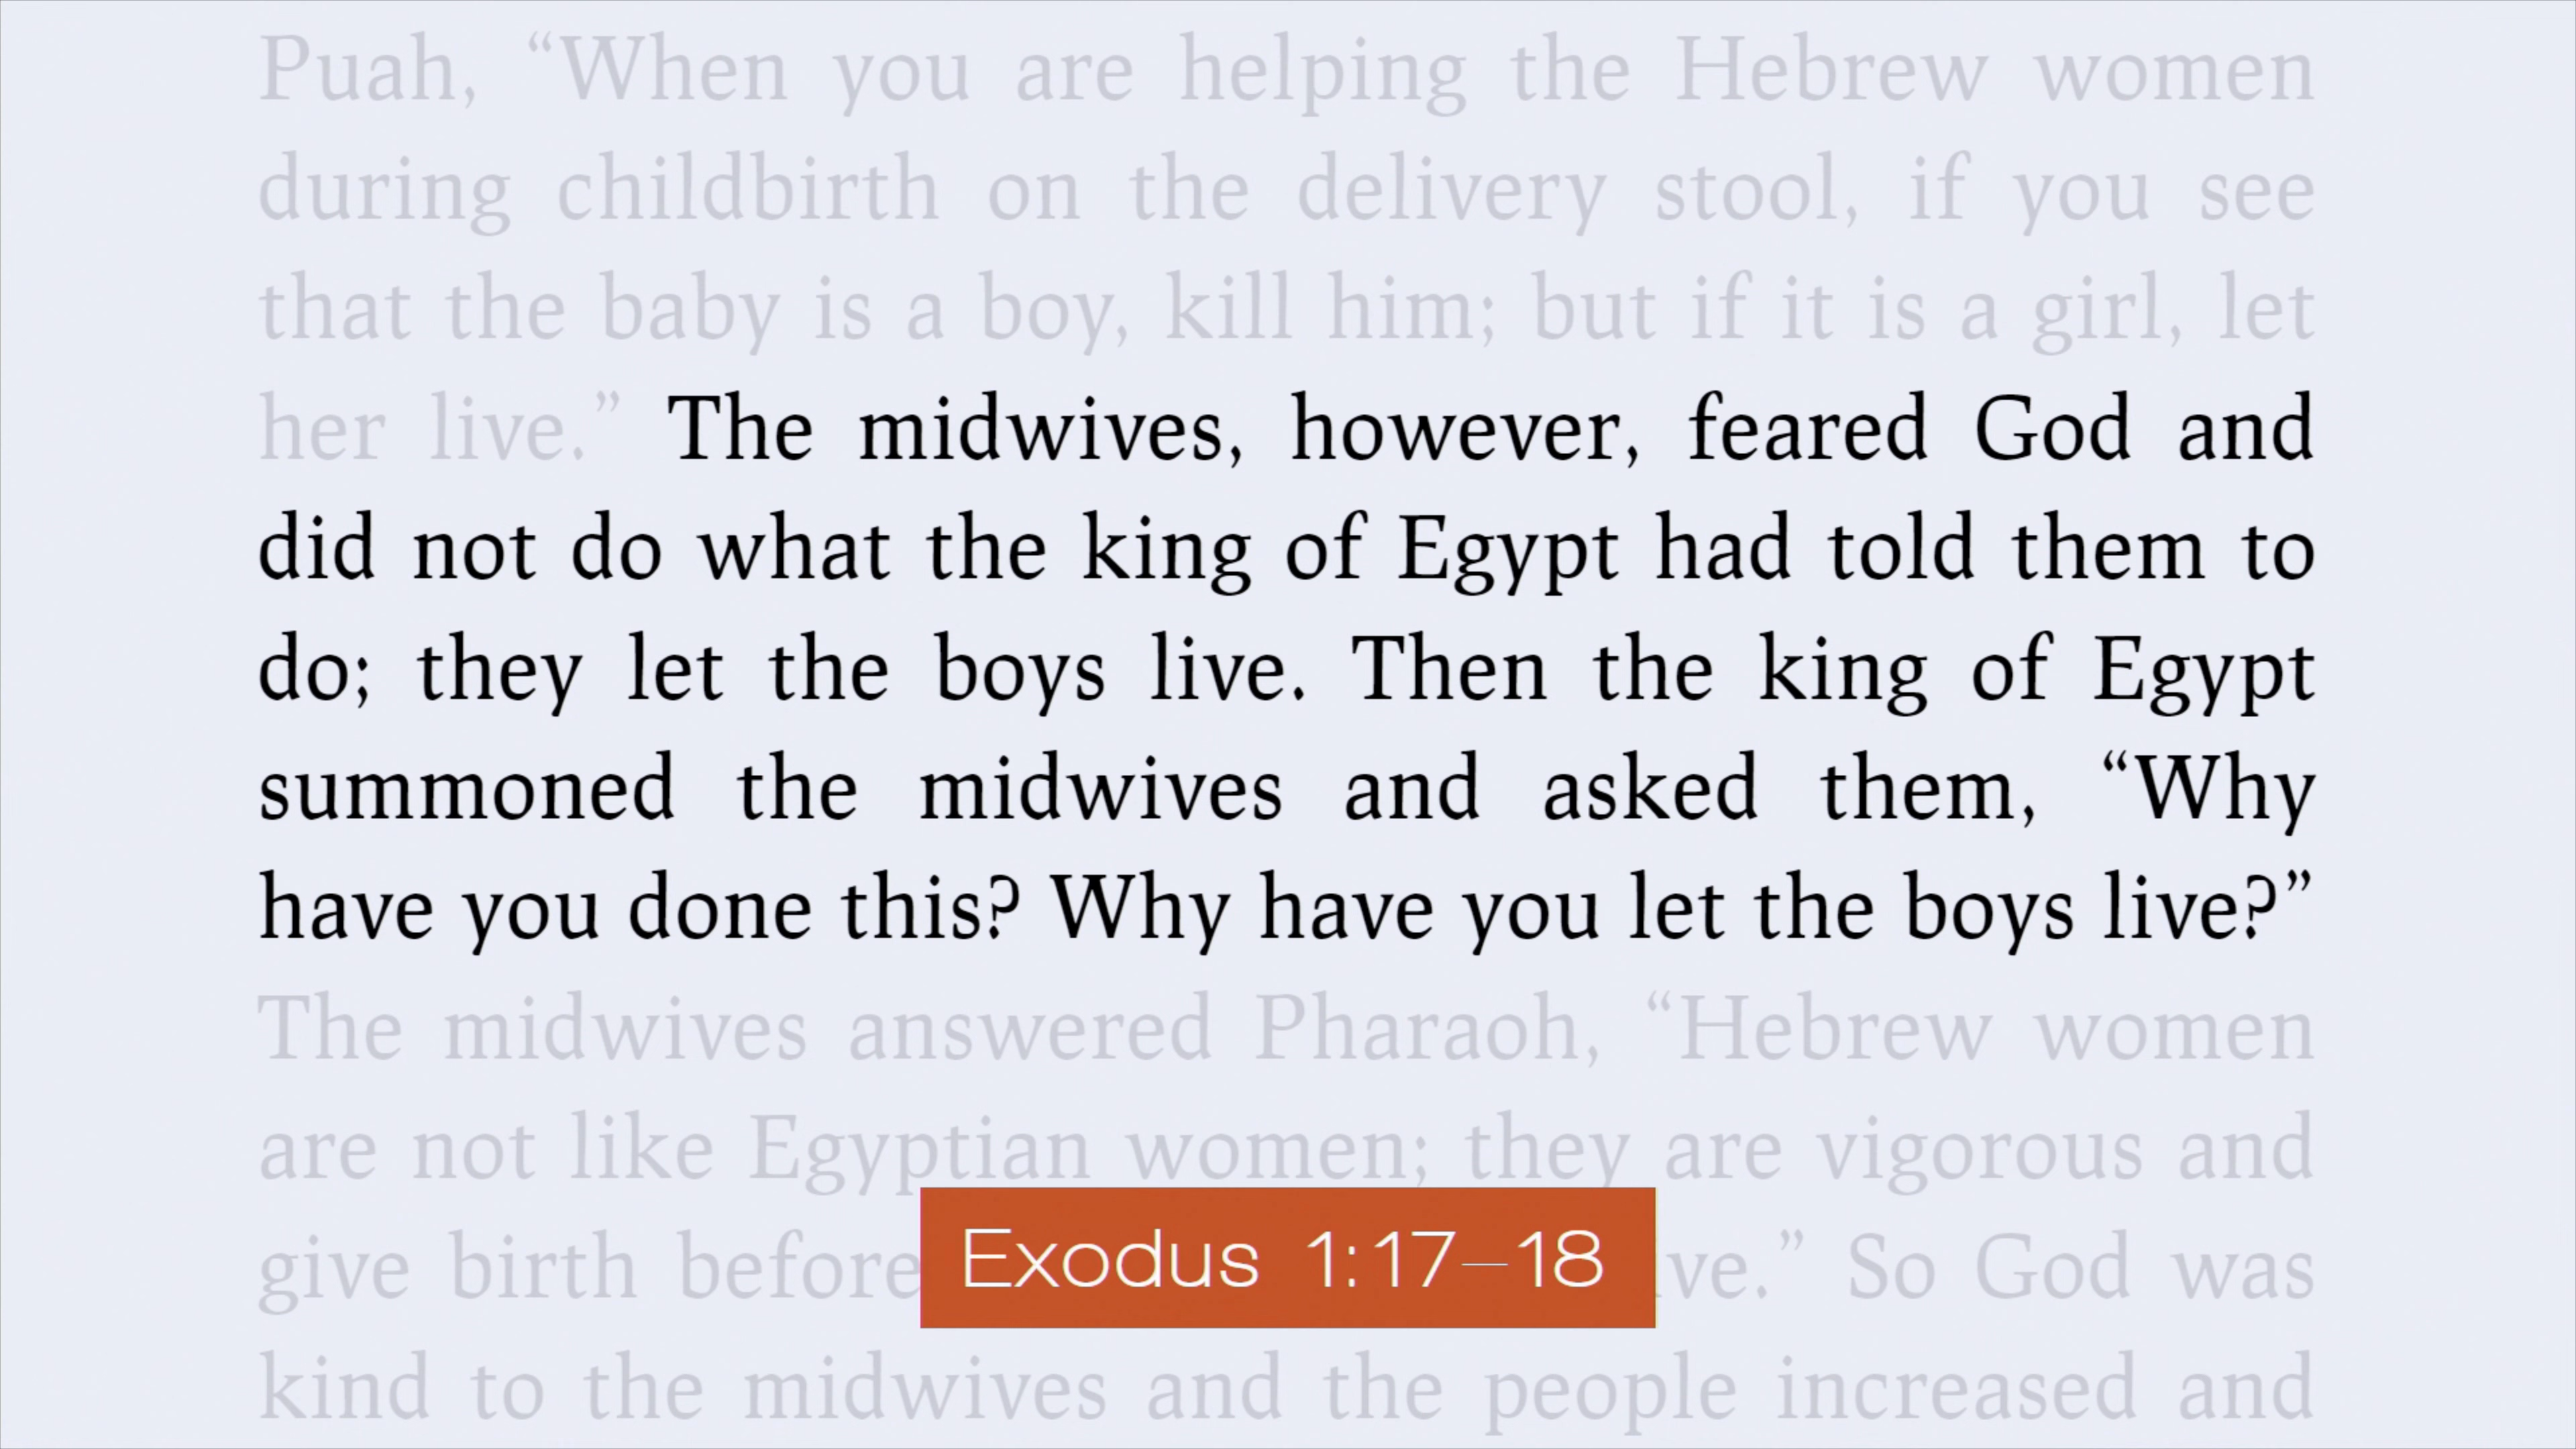 Puah, “When you are helping the Hebrew women
during childbirth on the delivery stool, if you see
that the baby is a boy, kill him; but if it is a girl, let
her live.” The midwives, however, feared God and
did not do what the king of Egypt had told them to
do; they let the boys live. Then the king of Egypt
summoned the midwives and asked them, “Why
have you done this? Why have you let the boys live?”
The midwives answered Pharaoh, “Hebrew women
are not like Egyptian women; they are vigorous and
give birth before ve.” So God was
Exodus 1:17–18
kind to the midwives and the people increased and